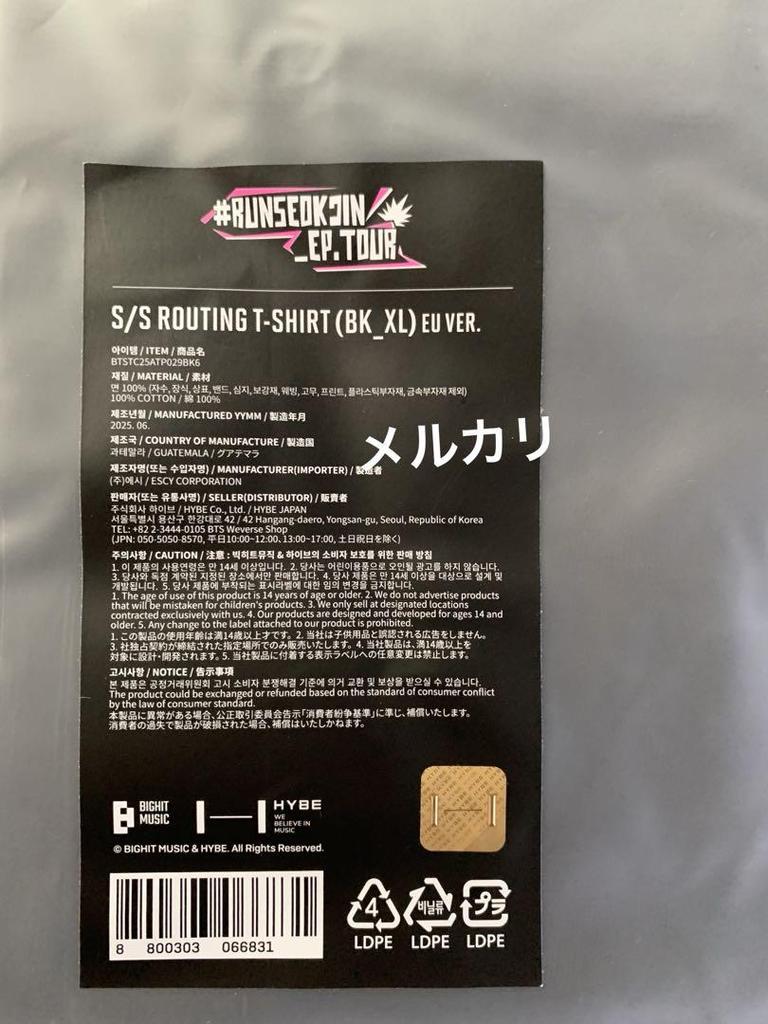 #RUNSEOKJIN
_EP.TOUR
S/S ROUTING T-SHIRT (BK_XL) EU VER.
아이템 / ITEM / 商品名
BTSTC25ATP029BK6
재질 / MATERIAL / 素材
면 100% (자수, 장식, 상표, 밴드, 심지, 보강재, 웨빙, 고무, 프린트, 플라스틱부자재, 금속부자재 제외)
100% COTTON / 綿 100%
제조년월 / MANUFACTURED YYMM / 製造年月
2025. 06.
제조국 / COUNTRY OF MANUFACTURE / 製造国
과테말라 / GUATEMALA / グアテマラ
メルカリ
제조자명(또는 수입자명) / MANUFACTURER(IMPORTER) / 製造者
(주)에시 / ESCY CORPORATION
판매자(또는 유통사명) / SELLER(DISTRIBUTOR) / 販売者
주식회사 하이브 / HYBE Co., Ltd. / HYBE JAPAN
서울특별시 용산구 한강대로 42 / 42 Hangang-daero, Yongsan-gu, Seoul, Republic of Korea
TEL: +82 2-3444-0105 BTS Weverse Shop
(JPN: 050-5050-8570, 平日10:00~12:00、13:00~17:00, 土日祝日を除く)
주의사항 / CAUTION / 注意 : 빅히트뮤직 & 하이브의 소비자 보호를 위한 판매 방침
1. 이 제품의 사용연령은 만 14세 이상입니다. 2. 당사는 어린이용품으로 오인될 광고를 하지 않습니다.
3. 당사와 독점 계약된 지정된 장소에서만 판매합니다. 4. 당사 제품은 만 14세 이상을 대상으로 설계 및
개발됩니다. 5. 당사 제품에 부착되는 표시라벨에 대한 임의 변경을 금지합니다.
1. The age of use of this product is 14 years of age or older. 2. We do not advertise products
that will be mistaken for children's products. 3. We only sell at designated locations
contracted exclusively with us. 4. Our products are designed and developed for ages 14 and
older. 5. Any change to the label attached to our product is prohibited.
1. この製品の使用年齢は満14歳以上才です。2. 当社は子供用品と誤認される広告をしません。
3. 社独占契約が締結された指定場所でのみ販売いたします。4. 当社製品は、満14歳以上を
対象に設計・開発されます。5. 当社製品に付着する表示ラベルへの任意変更は禁止します。
고시사항 / NOTICE / 告示事項
본 제품은 공정거래위원회 고시 소비자 분쟁해결 기준에 의거 교환 및 보상을 받으실 수 있습니다.
The product could be exchanged or refunded based on the standard of consumer conflict
by the law of consumer standard.
本製品に異常がある場合、公正取引委員会告示「消費者紛争基準」に準じ、補償いたします。
消費者の過失で製品が破損された場合、補償はいたしかねます。
BIGHIT
MUSIC
HYBE
WE
BELIEVE IN
MUSIC
© BIGHIT MUSIC & HYBE. All Rights Reserved.
8 800303 066831
4
LDPE
비닐류
LDPE
プラ
LDPE